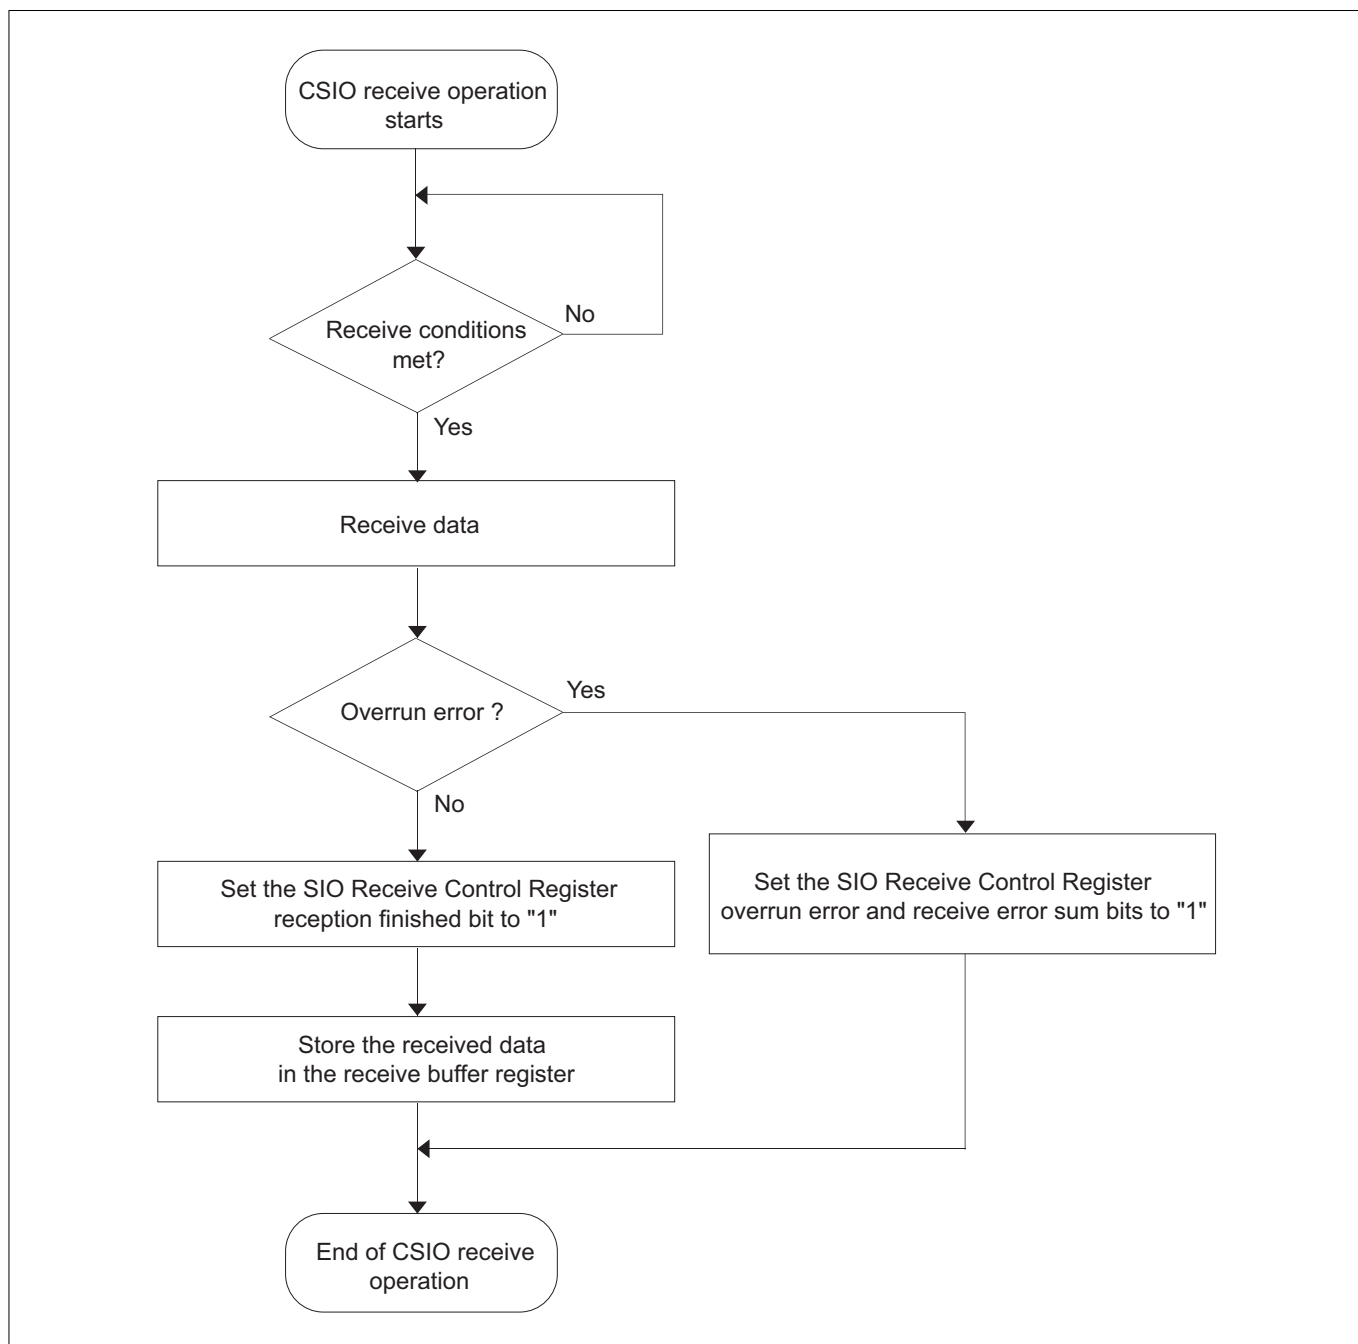 CSIO receive operation
starts
No
Receive conditions
met?
Yes
Receive data
Yes
Overrun error ?
No
Set the SIO Receive Control Register
reception finished bit to "1"
Set the SIO Receive Control Register
overrun error and receive error sum bits to "1"
Store the received data
in the receive buffer register
End of CSIO receive
operation